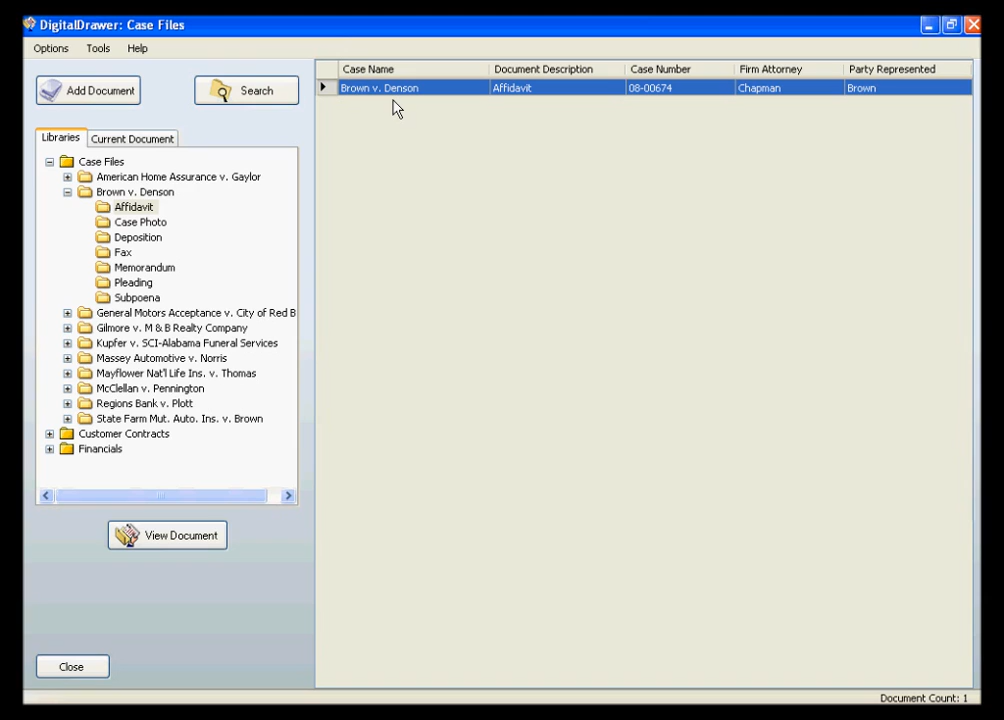 DigitalDrawer: Case Files
Options Tools Help
Add Document Search
Libraries Current Document
Case Files
American Home Assurance v. Gaylor
Brown v. Denson
Affidavit
Case Photo
Deposition
Fax
Memorandum
Pleading
Subpoena
General Motors Acceptance v. City of Red B
Gilmore v. M & B Realty Company
Kupfer v. SCI-Alabama Funeral Services
Massey Automotive v. Norris
Mayflower Nat'l Life Ins. v. Thomas
McClellan v. Pennington
Regions Bank v. Plott
State Farm Mut. Auto. Ins. v. Brown
Customer Contracts
Financials
View Document
Close
Case Name Document Description Case Number Firm Attorney Party Represented
Brown v. Denson Affidavit 08-00674 Chapman Brown
Document Count: 1